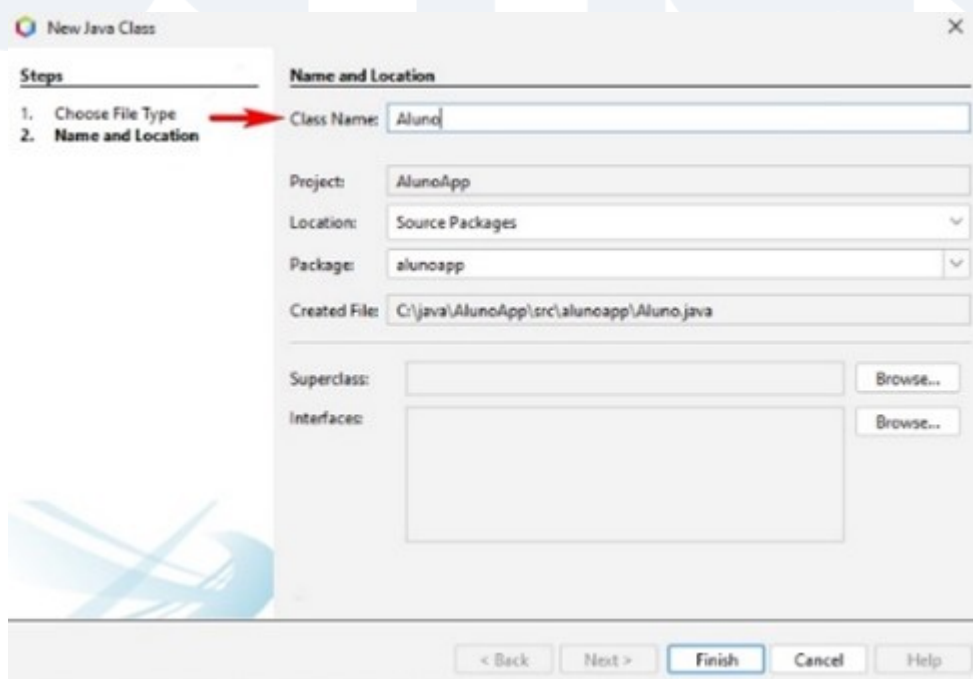 New Java Class
Steps
1. Choose File Type
2. Name and Location
Name and Location
Class Name: Aluno
Project: AlunoApp
Location: Source Packages
Package: alunoapp
Created File: C:\java\AlunoApp\src\alunoapp\Aluno.java
Superclass:
Browse...
Interfaces:
Browse...
< Back
Next >
Finish
Cancel
Help